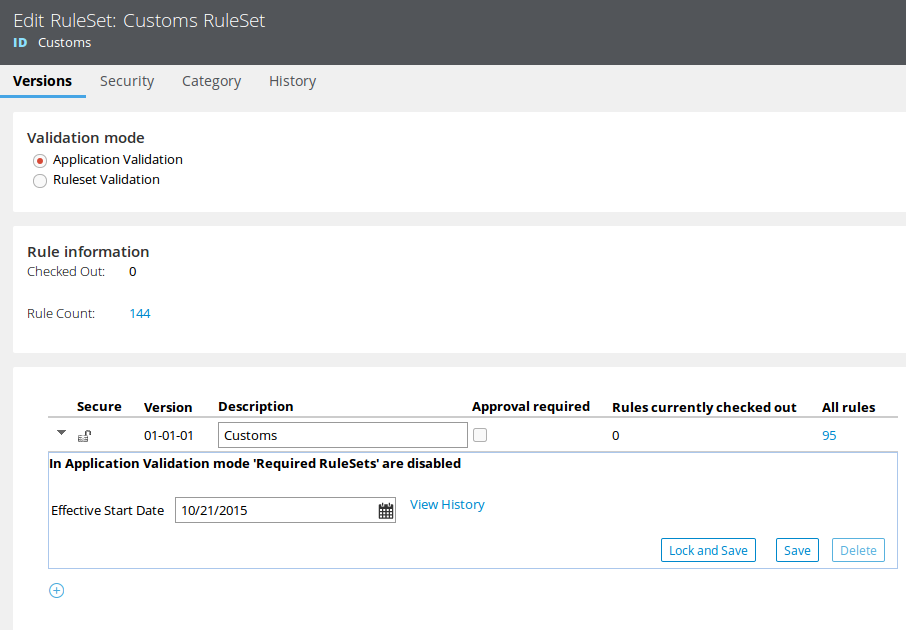 Edit RuleSet: Customs RuleSet
ID Customs
Versions Security Category History
Validation mode
Application Validation
Ruleset Validation
Rule information
Checked Out: 0
Rule Count: 144
Secure Version Description Approval required Rules currently checked out All rules
01-01-01 Customs 0 95
In Application Validation mode 'Required RuleSets' are disabled
Effective Start Date 10/21/2015 View History
Lock and Save Save Delete